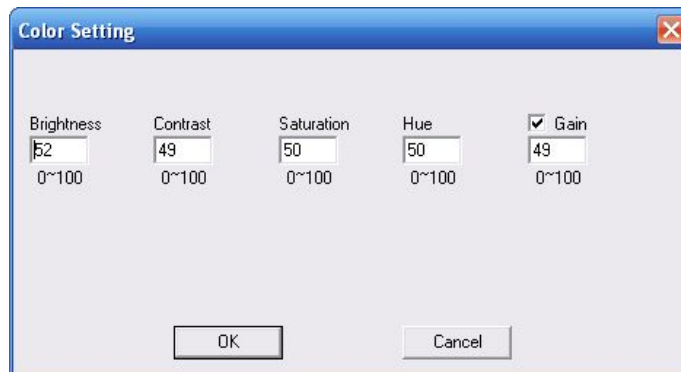 Color Setting
Brightness Contrast Saturation Hue Gain
52 49 50 50 49
0~100 0~100 0~100 0~100 0~100
OK Cancel